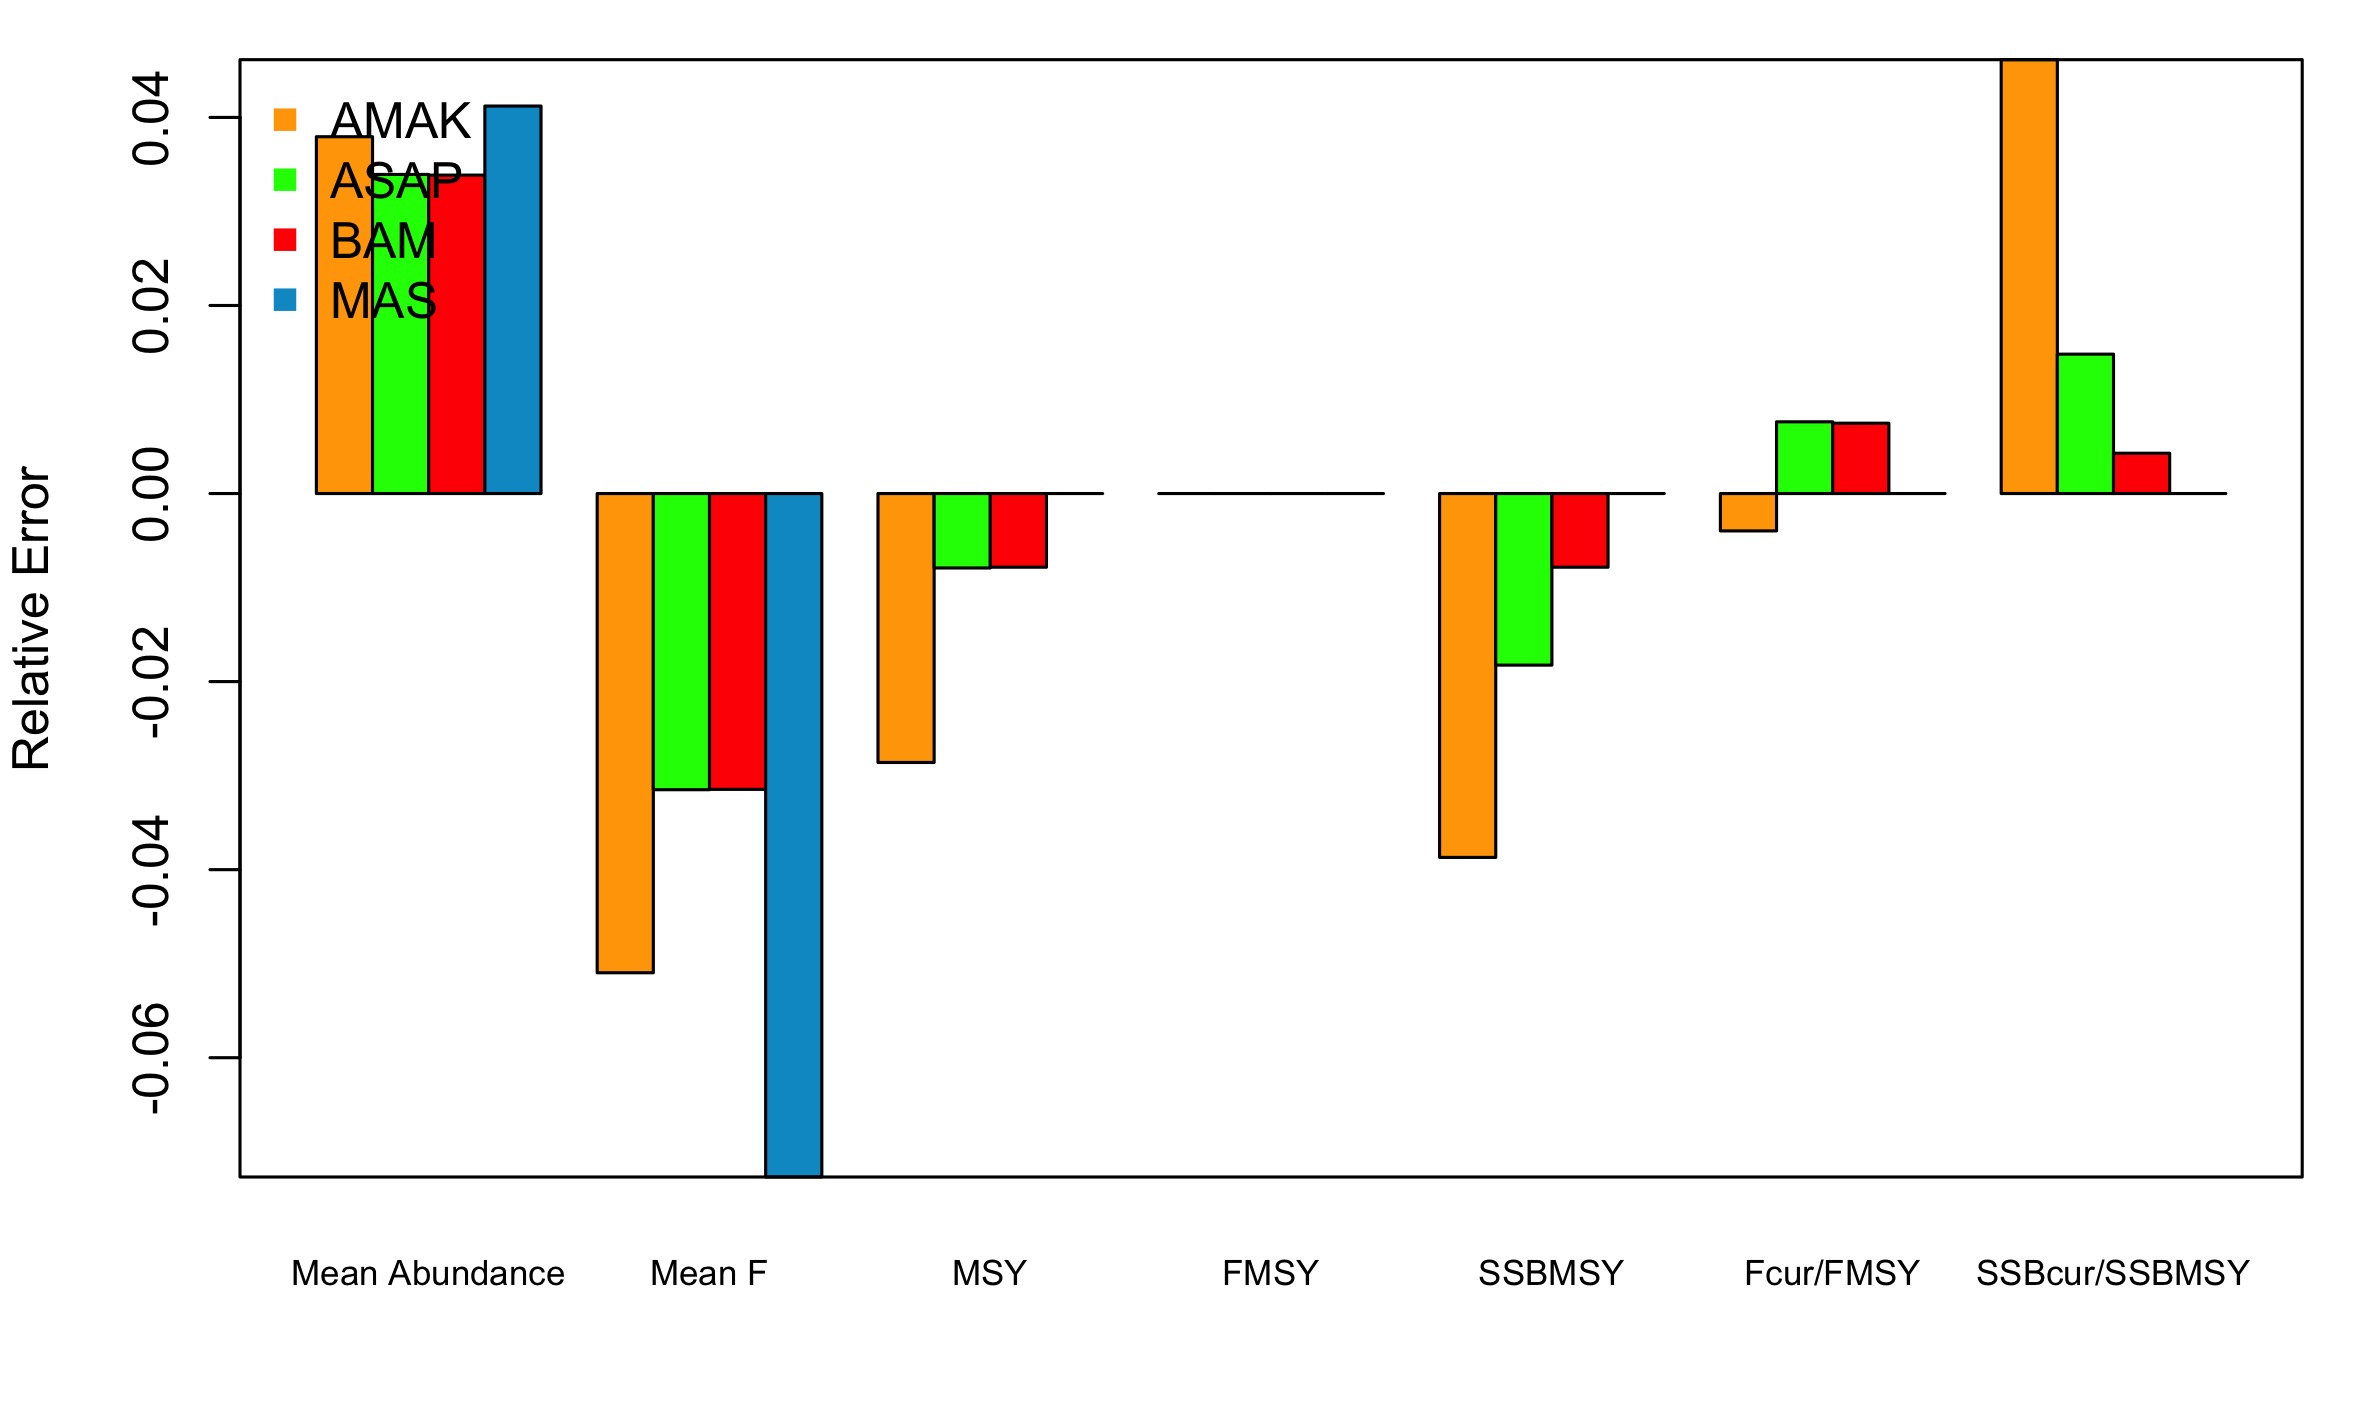 Relative Error
0.04
0.02
0.00
-0.02
-0.04
-0.06
AMAK
ASAP
BAM
MAS
Mean Abundance
Mean F
MSY
FMSY
SSBMSY
Fcur/FMSY
SSBcur/SSBMSY